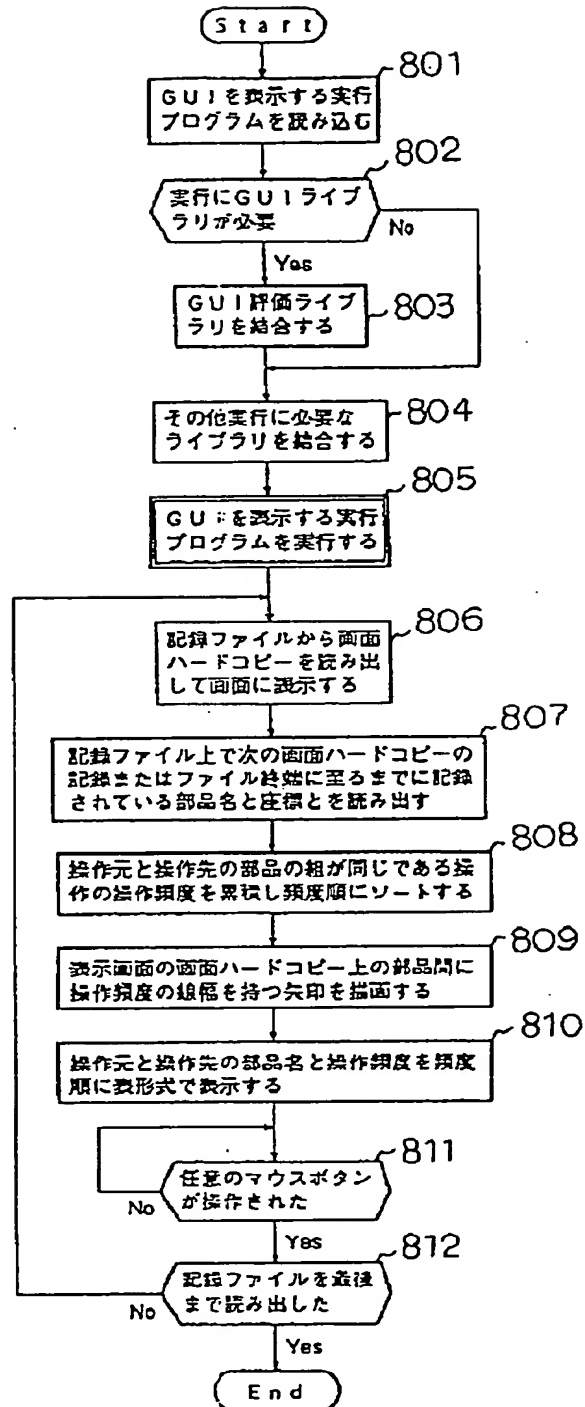 Start
801
GUIを表示する実行
プログラムを読み込む
802
実行にGUIライブ
ラリが必要
No
Yes
GUI評価ライブ
ラリを結合する
803
その他実行に必要な
ライブラリを結合する
804
805
GUIを表示する実行
プログラムを実行する
記録ファイルから画面
ハードコピーを読み出
して画面に表示する
806
807
記録ファイル上で次の画面ハードコピーの
記録またはファイル終端に至るまでに記録
されている部品名と座標とを読み出す
808
操作元と操作先の部品の組が同じである操
作の操作頻度を累積し頻度順にソートする
809
表示画面の画面ハードコピー上の部品間に
操作頻度の線幅を持つ矢印を描画する
810
操作元と操作先の部品名と操作頻度を頻度
順に表形式で表示する
811
任意のマウスボタン
が操作された
No
Yes
812
記録ファイルを最後
まで読み出した
No
Yes
End